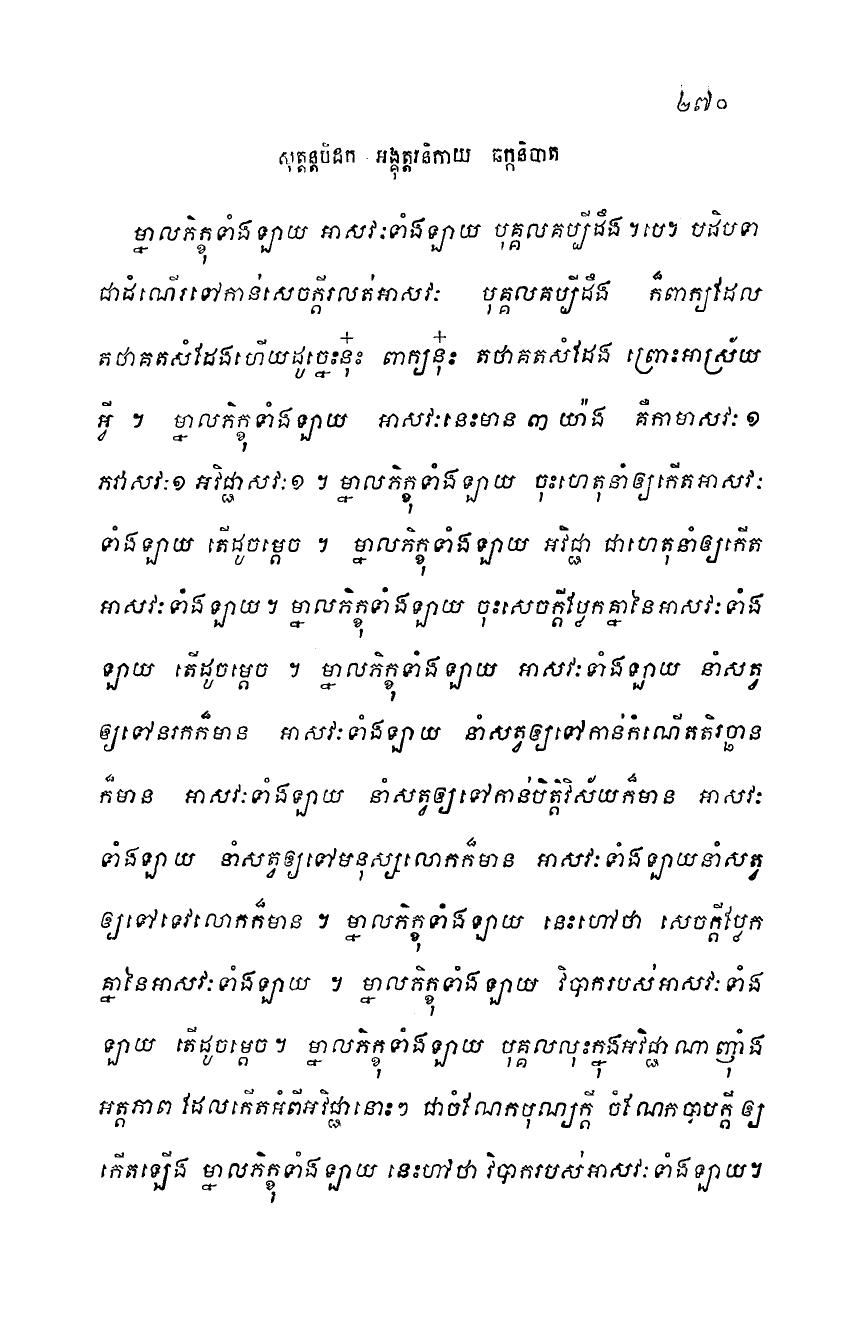 ២៧០
សុត្តន្តបិដក អង្គុត្តរនិកាយ ឆក្កនិបាត
ម្នាលភិក្ខុទាំងឡាយ អាសវៈទាំងឡាយ បុគ្គលគប្បីដឹង។បេ។ បដិបទា
ជាដំណើរទៅកាន់សេចក្តីរលត់អាសវៈ បុគ្គលគប្បីដឹង ក៏ពាក្យដែល
តថាគតសំដែងហើយដូច្នេះនុ៎ះ ពាក្យនុ៎ះ តថាគតសំដែង ព្រោះអាស្រ័យ
អ្វី ។ ម្នាលភិក្ខុទាំងឡាយ អាសវៈនេះមាន ៣ យ៉ាង គឺកាមាសវៈ ១
ភវាសវៈ១ អវិជ្ជាសវៈ១ ។ ម្នាលភិក្ខុទាំងឡាយ ចុះហេតុនាំឲ្យកើតអាសវៈ
ទាំងឡាយ តើដូចម្តេច ។ ម្នាលភិក្ខុទាំងឡាយ អវិជ្ជា ជាហេតុនាំឲ្យកើត
អាសវៈទាំងឡាយ។ ម្នាលភិក្ខុទាំងឡាយ ចុះសេចក្តីប្លែកគ្នានៃអាសវៈទាំង
ឡាយ តើដូចម្តេច ។ ម្នាលភិក្ខុទាំងឡាយ អាសវៈទាំងឡាយ នាំសត្វ
ឲ្យទៅនរកក៏មាន អាសវៈទាំងឡាយ នាំសត្វឲ្យទៅកាន់កំណើតតិរច្ឆាន
ក៏មាន អាសវៈទាំងឡាយ នាំសត្វឲ្យទៅកាន់បិត្តិវិស័យក៏មាន អាសវៈ
ទាំងឡាយ នាំសត្វឲ្យទៅមនុស្សលោកក៏មាន អាសវៈទាំងឡាយនាំសត្វ
ឲ្យទៅទេវលោកក៏មាន ។ ម្នាលភិក្ខុទាំងឡាយ នេះហៅថា សេចក្តីប្លែក
គ្នានៃអាសវៈទាំងឡាយ ។ ម្នាលភិក្ខុទាំងឡាយ វិបាករបស់អាសវៈទាំង
ឡាយ តើដូចម្តេច។ ម្នាលភិក្ខុទាំងឡាយ បុគ្គលលុះក្នុងអវិជ្ជាណា ញ៉ាំង
អត្តភាព ដែលកើតអំពីអវិជ្ជានោះៗ ជាចំណែកបុណ្យក្តី ចំណែកបាបក្តី ឲ្យ
កើតឡើង ម្នាលភិក្ខុទាំងឡាយ នេះហៅថា វិបាករបស់អាសវៈទាំងឡាយ។